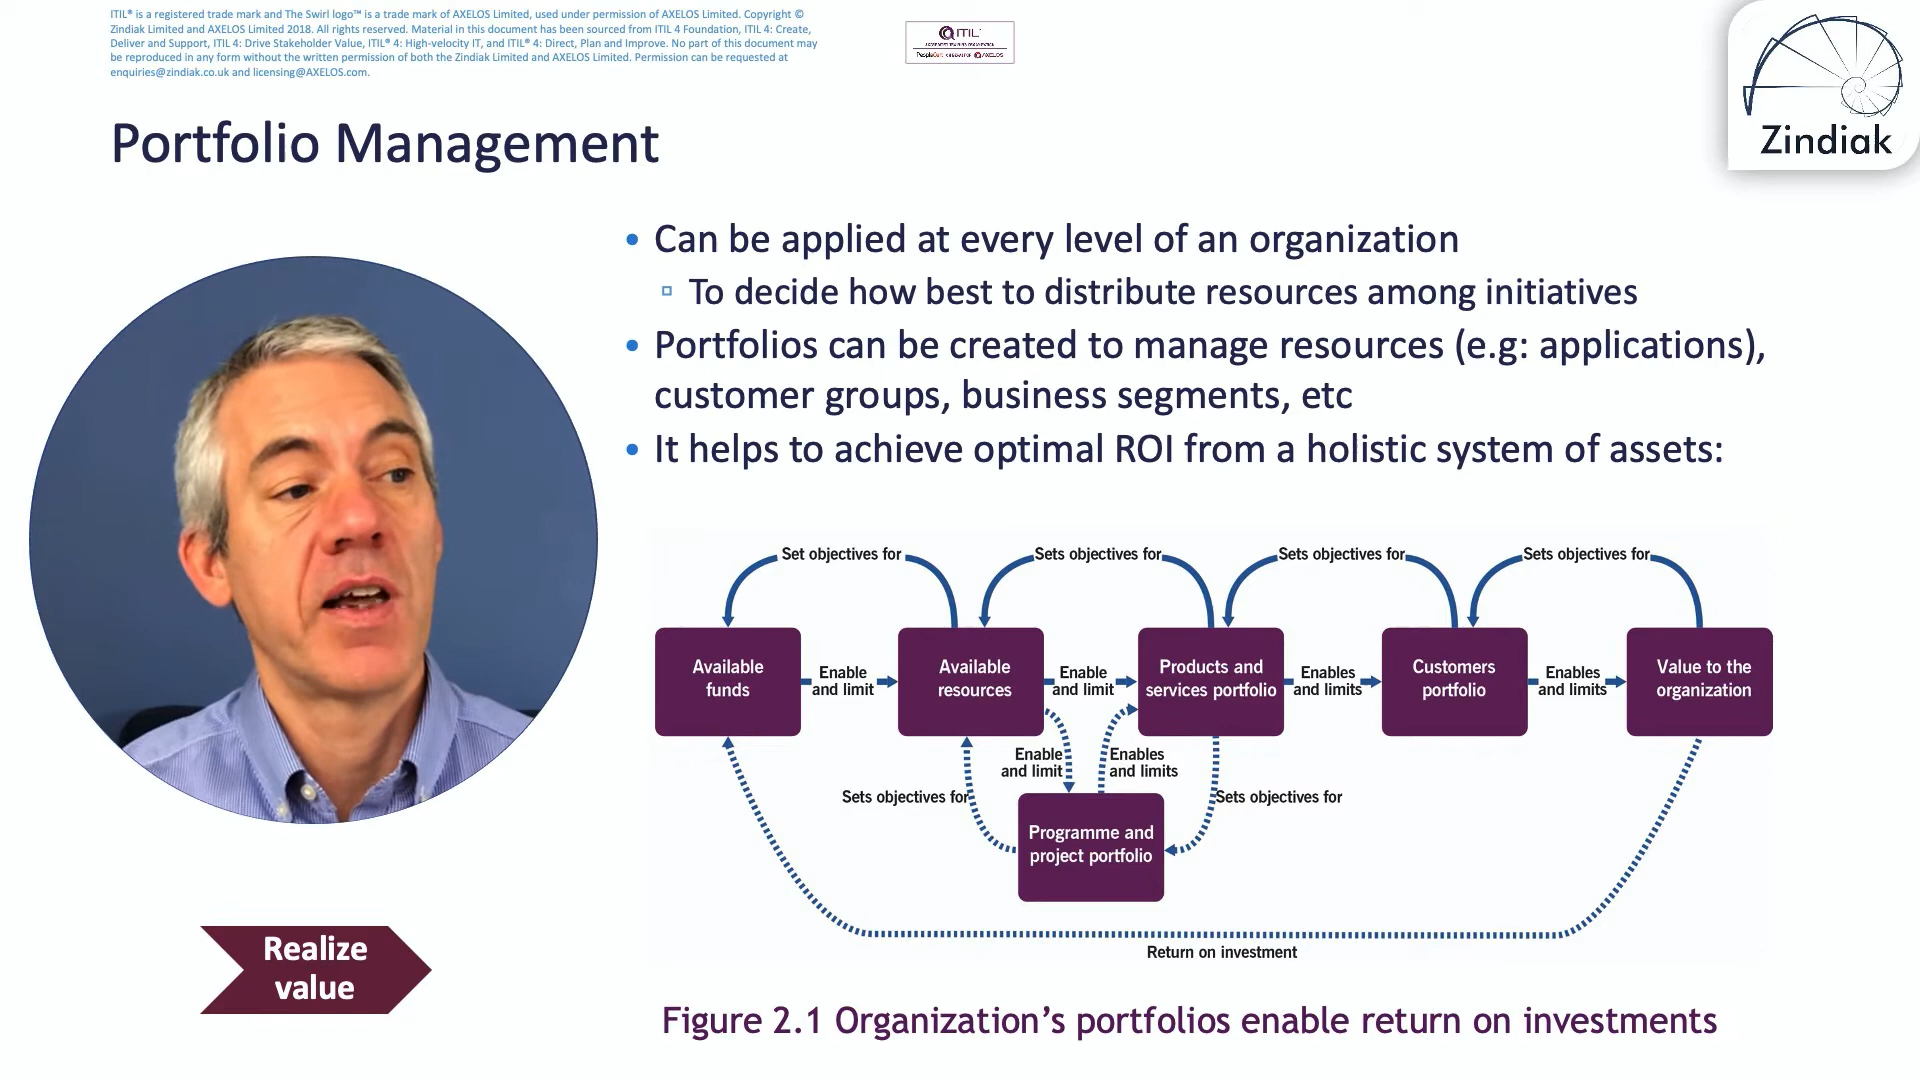 ITIL® is a registered trade mark and The Swirl logo™ is a trade mark of AXELOS Limited, used under permission of AXELOS Limited. Copyright ©
Zindiak Limited and AXELOS Limited 2018. All rights reserved. Material in this document has been sourced from ITIL 4 Foundation, ITIL 4: Create,
Deliver and Support, ITIL 4: Drive Stakeholder Value, ITIL® 4: High-velocity IT, and ITIL® 4: Direct, Plan and Improve. No part of this document may
be reproduced in any form without the written permission of both the Zindiak Limited and AXELOS Limited. Permission can be requested at
enquiries@zindiak.co.uk and licensing@AXELOS.com.
ITIL
PeopleCert AXELOS
Zindiak
Portfolio Management
• Can be applied at every level of an organization
To decide how best to distribute resources among initiatives
• Portfolios can be created to manage resources (e.g: applications),
customer groups, business segments, etc
• It helps to achieve optimal ROI from a holistic system of assets:
Set objectives for
Sets objectives for
Sets objectives for
Sets objectives for
Available
funds
Enable
and limit
Available
resources
Enable
and limit
Products and
services portfolio
Enables
and limits
Customers
portfolio
Enables
and limits
Value to the
organization
Enable
and limit
Enables
and limits
Sets objectives for
Sets objectives for
Programme and
project portfolio
Return on investment
Realize
value
Figure 2.1 Organization’s portfolios enable return on investments